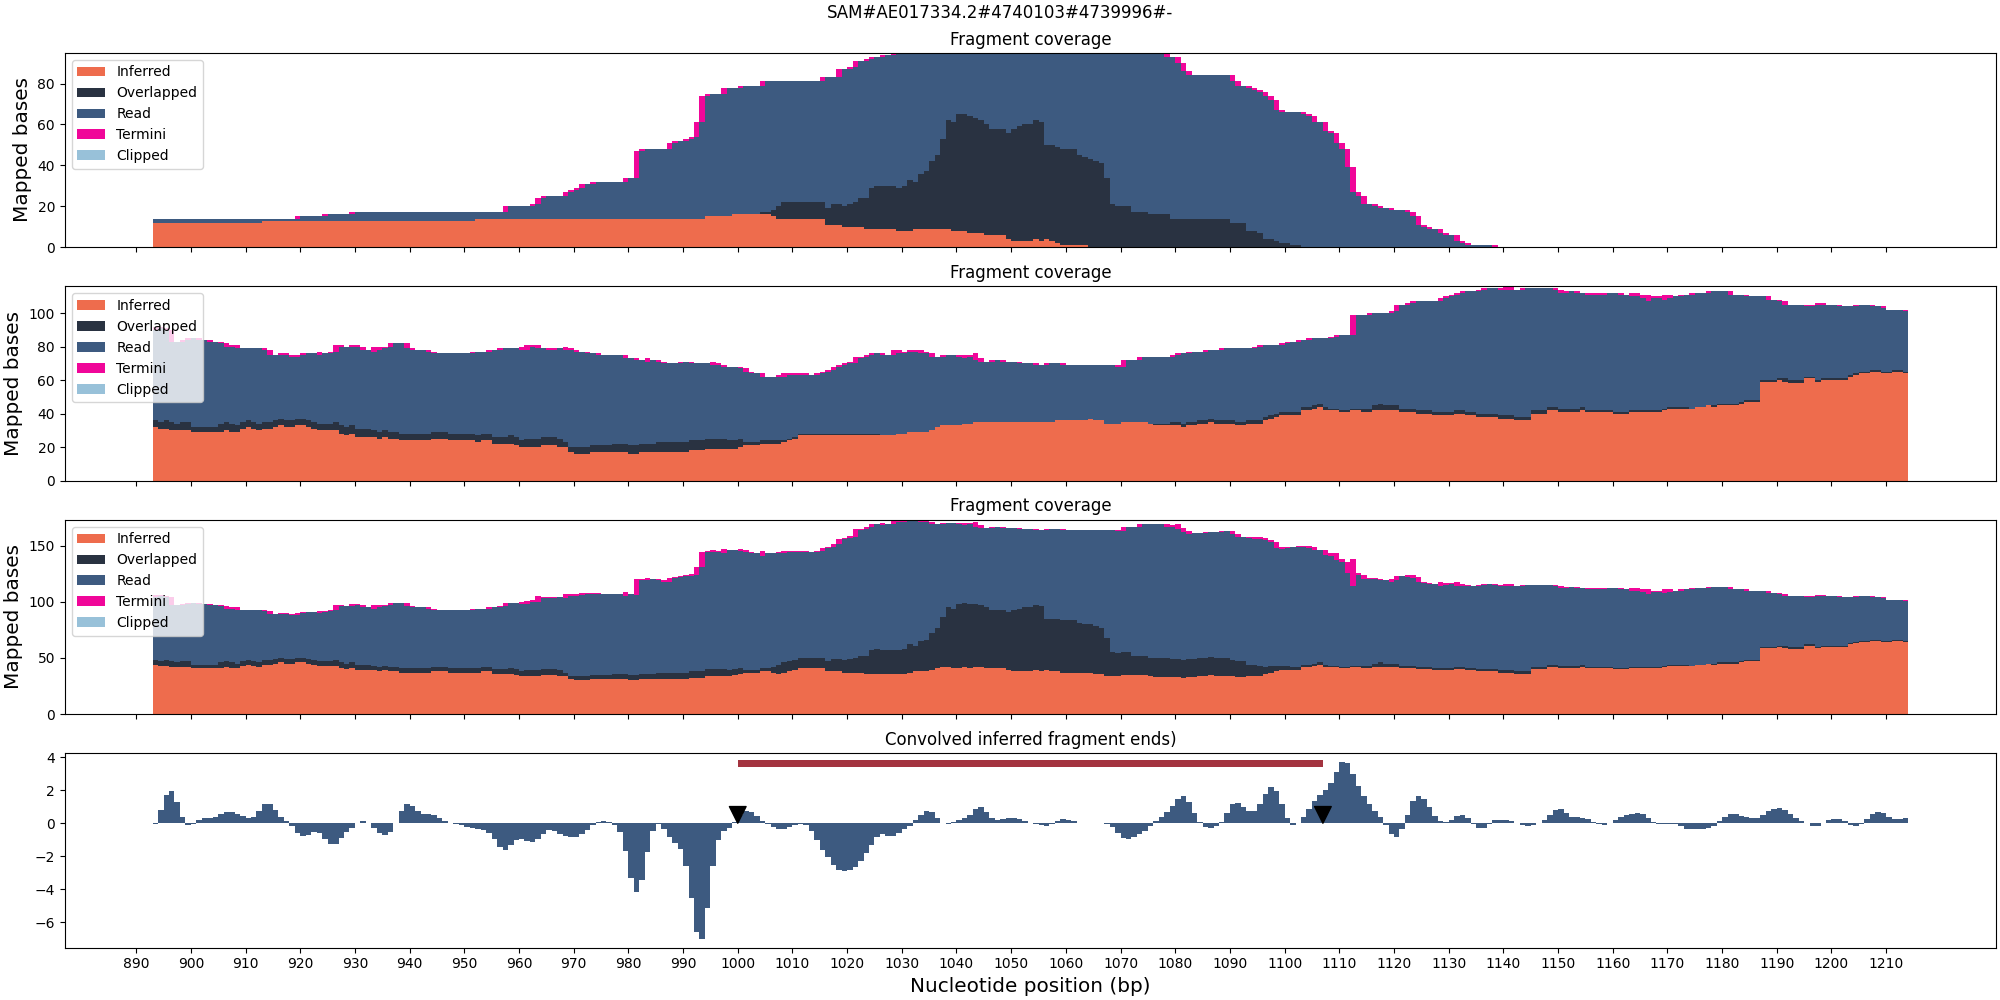 SAM#AE017334.2#4740103#4739996#-
Fragment coverage
Mapped bases
80
60
40
20
0
Inferred
Overlapped
Read
Termini
Clipped
Fragment coverage
Mapped bases
100
80
60
40
20
0
Inferred
Overlapped
Read
Termini
Clipped
Fragment coverage
Mapped bases
150
100
50
0
Inferred
Overlapped
Read
Termini
Clipped
Convolved inferred fragment ends)
4
2
0
−2
−4
−6
890 900 910 920 930 940 950 960 970 980 990 1000 1010 1020 1030 1040 1050 1060 1070 1080 1090 1100 1110 1120 1130 1140 1150 1160 1170 1180 1190 1200 1210
Nucleotide position (bp)